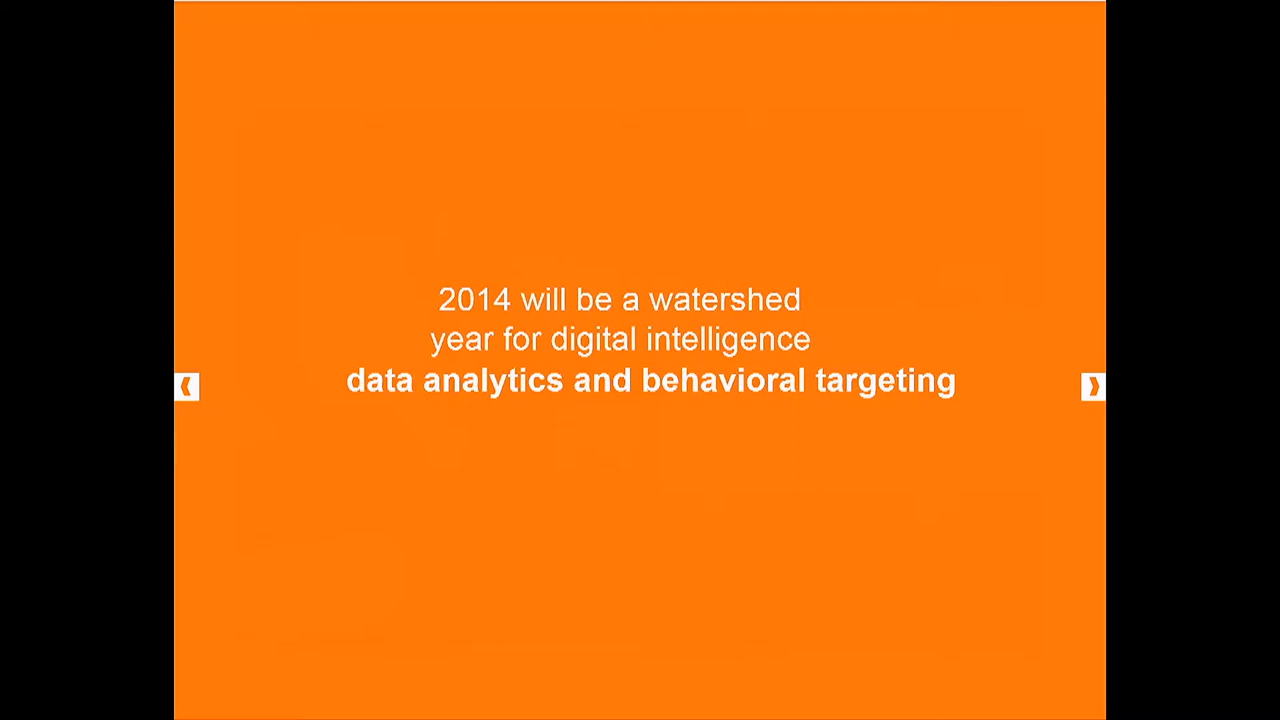 2014 will be a watershed
year for digital intelligence
data analytics and behavioral targeting